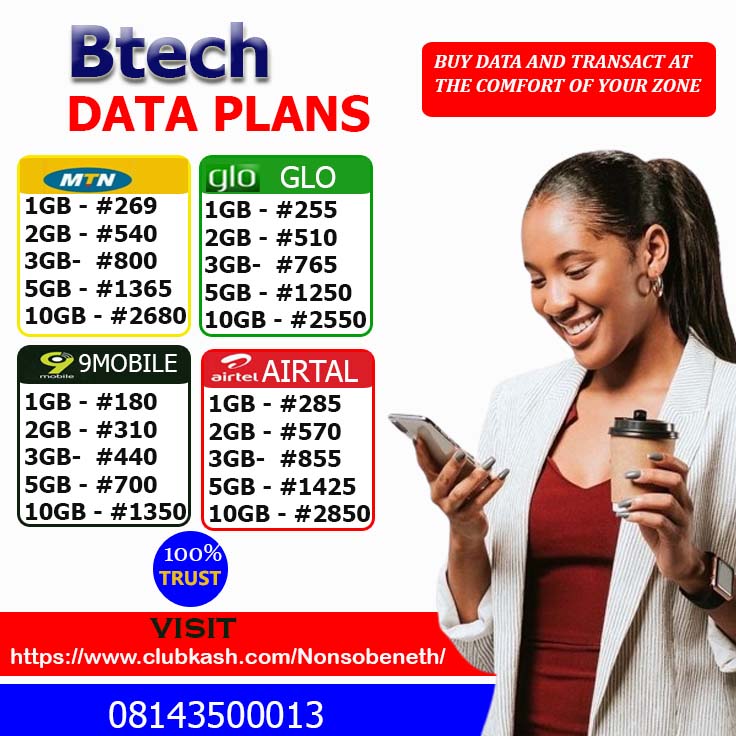 Btech
DATA PLANS
BUY DATA AND TRANSACT AT
THE COMFORT OF YOUR ZONE
MTN
1GB - #269
2GB - #540
3GB- #800
5GB - #1365
10GB - #2680
glo GLO
1GB - #255
2GB - #510
3GB- #765
5GB - #1250
10GB - #2550
9mobile 9MOBILE
1GB - #180
2GB - #310
3GB- #440
5GB - #700
10GB - #1350
airtel AIRTAL
1GB - #285
2GB - #570
3GB- #855
5GB - #1425
10GB - #2850
100%
TRUST
VISIT
https://www.clubkash.com/Nonsobeneth/
08143500013